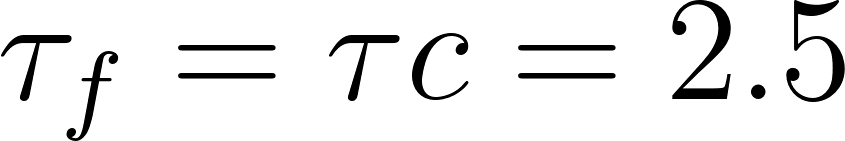 τ_f = τc = 2.5